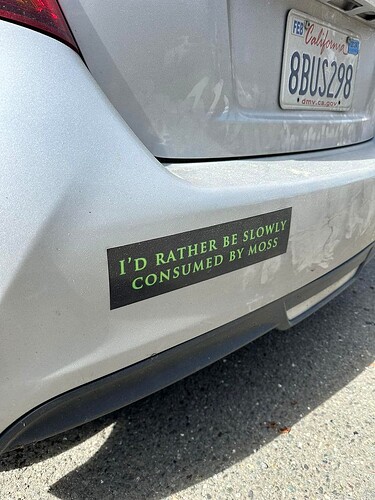 FEB
California
8BUS298
dmv.ca.gov
I'D RATHER BE SLOWLY
CONSUMED BY MOSS